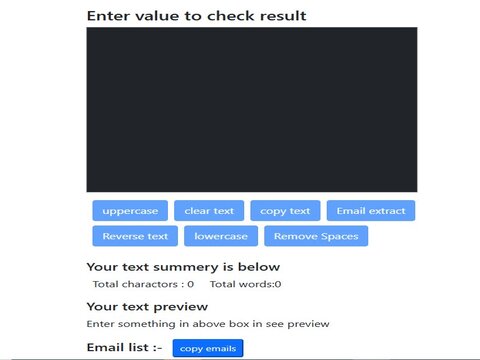 Enter value to check result
uppercase clear text copy text Email extract
Reverse text lowercase Remove Spaces
Your text summery is below
Total charactors : 0 Total words:0
Your text preview
Enter something in above box in see preview
Email list :- copy emails